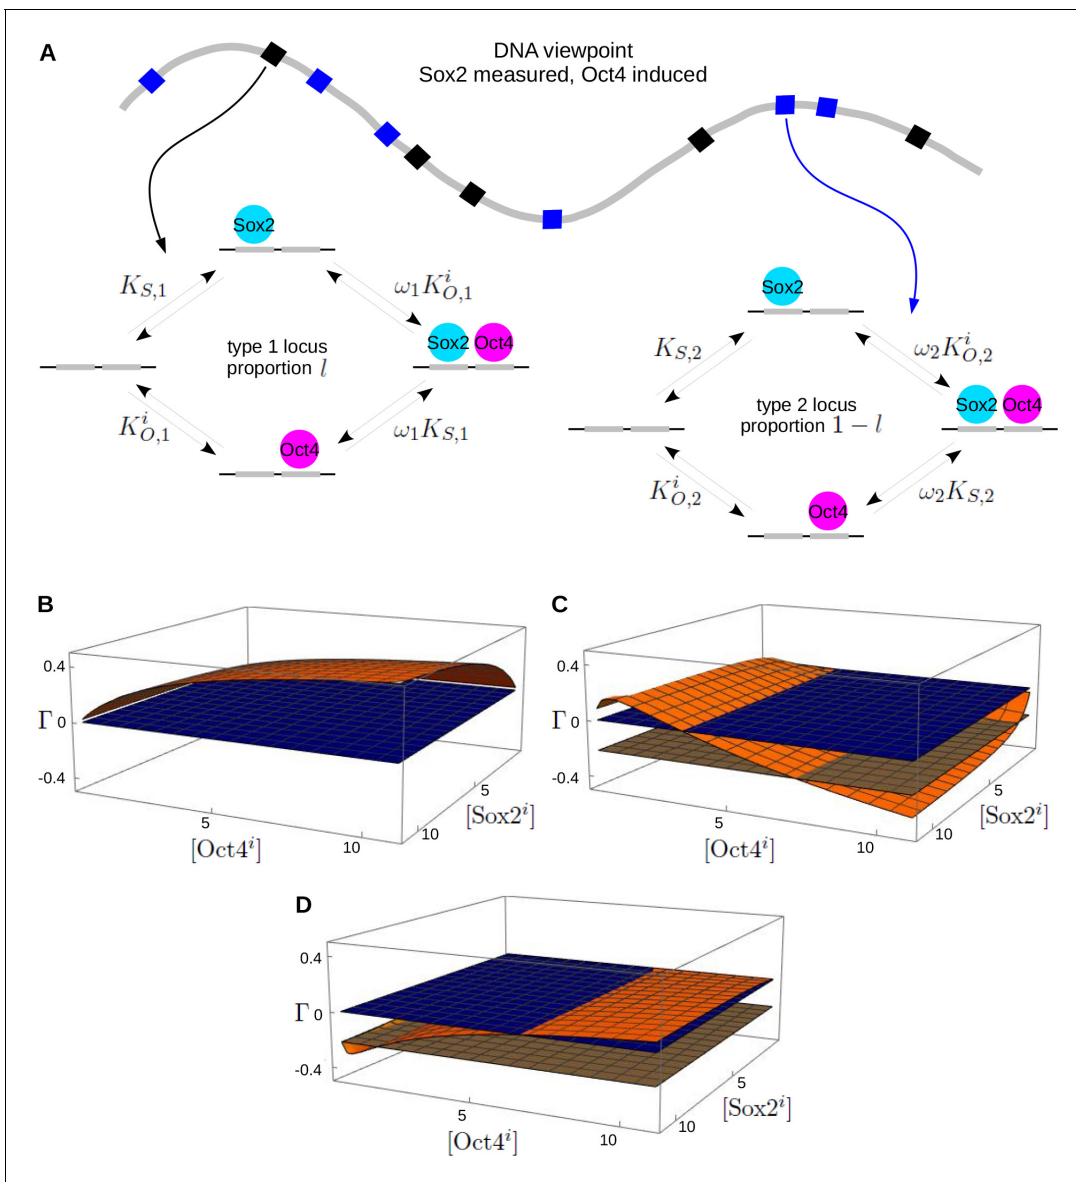 A
DNA viewpoint
Sox2 measured, Oct4 induced
Sox2
K_{S,1}
ω_1K^i_{O,1}
type 1 locus
proportion l
Sox2 Oct4
K^i_{O,1}
ω_1K_{S,1}
Oct4
Sox2
K_{S,2}
ω_2K^i_{O,2}
type 2 locus
proportion 1 − l
Sox2 Oct4
K^i_{O,2}
ω_2K_{S,2}
Oct4
B
0.4
Γ 0
-0.4
5
10
[Oct4^i]
5
10
[Sox2^i]
C
0.4
Γ 0
-0.4
5
10
[Oct4^i]
5
10
[Sox2^i]
D
0.4
Γ 0
-0.4
5
10
[Oct4^i]
5
10
[Sox2^i]